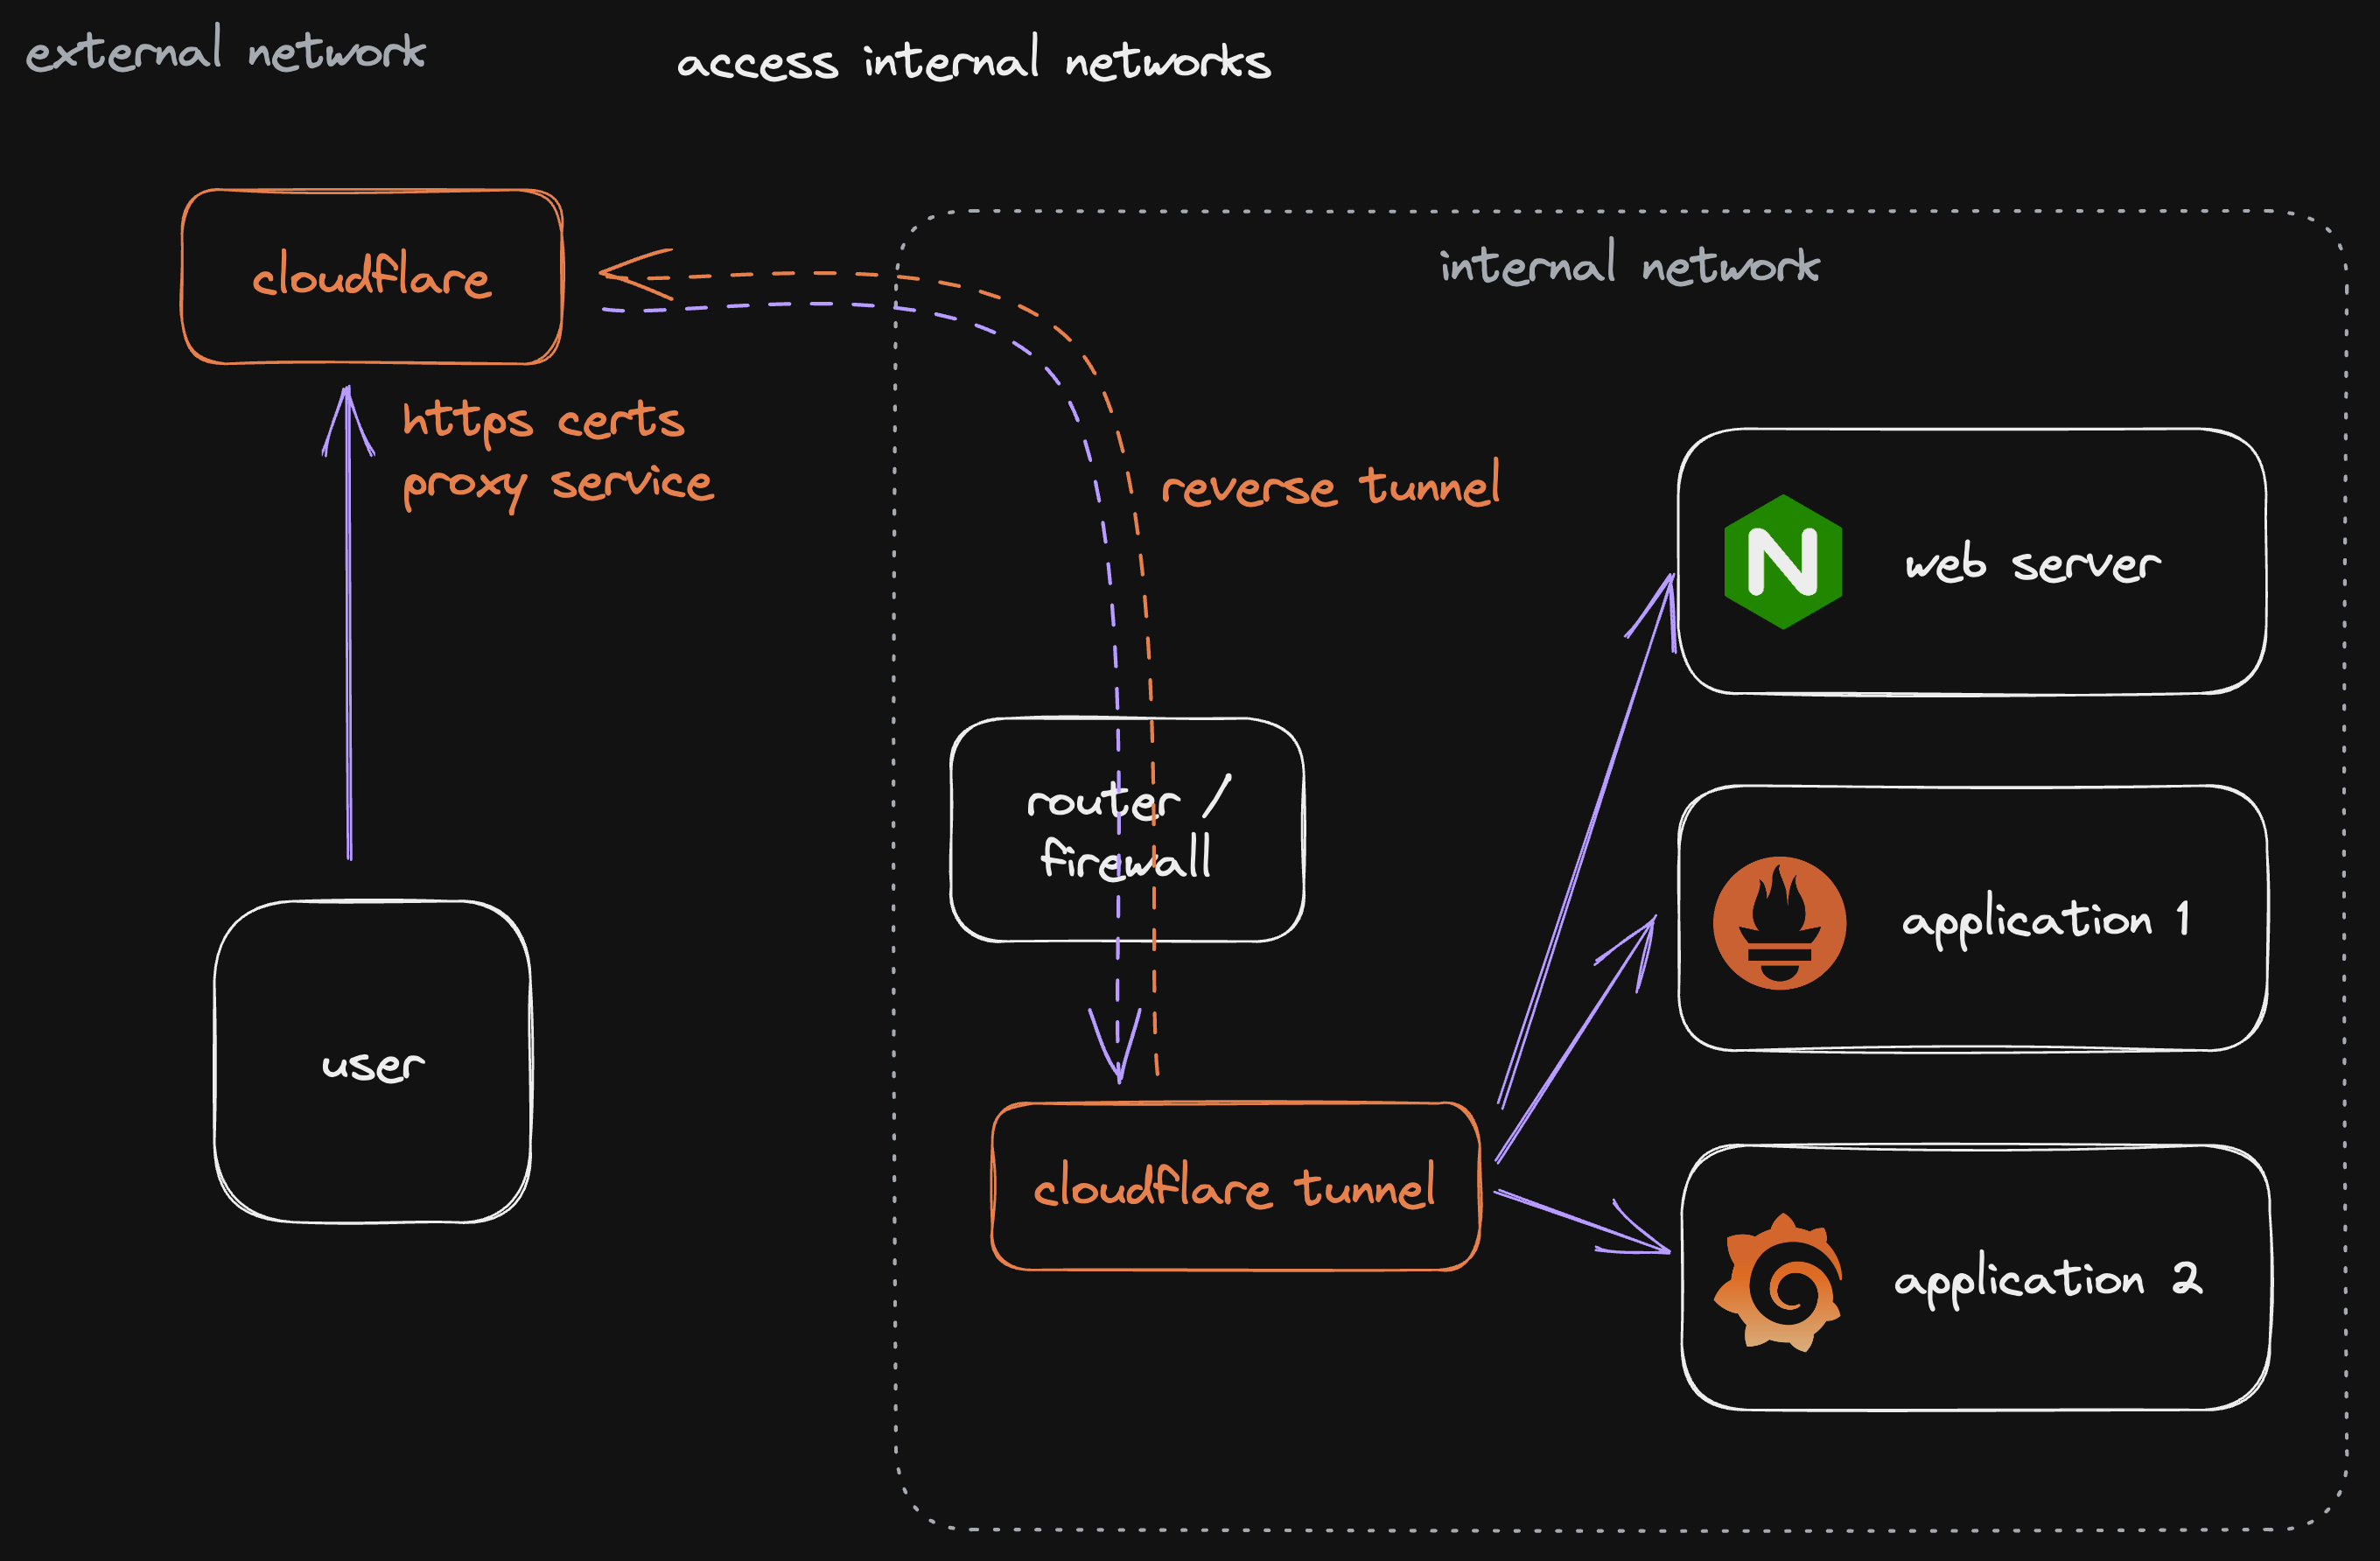 external network
access internal networks
internal network
cloudflare
https certs
proxy service
reverse tunnel
N
web server
router /
firewall
application 1
user
cloudflare tunnel
application 2